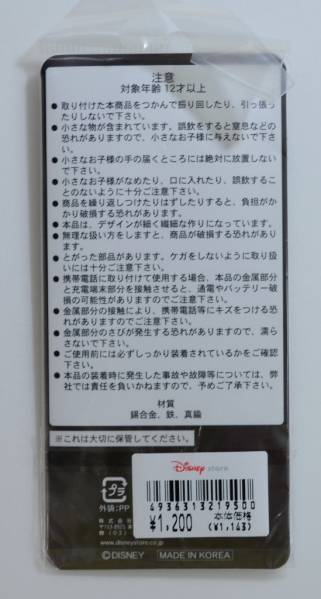 注意
対象年齢 12才以上
● 取り付けた本商品をつかんで振り回したり、引っ張っ
たりしないで下さい。
● 小さな物が含まれています。誤飲をすると窒息などの
恐れがありますので、小さなお子様に与えないで下さ
い。
● 小さなお子様の手の届くところには絶対に放置しない
で下さい。
● 小さなお子様がなめたり、口に入れたり、誤飲するこ
とのないように十分ご注意下さい。
● 商品を繰り返しつけたりはずしたりすると、負担がか
かり破損する恐れがあります。
● 本品は、デザインが細く繊細な作りになっています。
● 無理な扱い方をしますと、商品が破損する恐れがあり
ます。
● とがった部品があります。ケガをしないように取り扱
いには十分ご注意下さい。
● 携帯電話に取り付けて使用する場合、本品の金属部分
と充電端末部分を接触させると、通電やバッテリー破
損の可能性がありますのでご注意下さい。
● 金属部分の接触により、携帯電話等にキズをつける恐
れがありますのでご注意下さい。
● 金属部分のさびが発生する恐れがありますので、濡ら
さないで下さい。
● ご使用前には必ずしっかり装着されているかをご確認
下さい。
● 本品の装着時に発生した事故や故障等については、弊
社では責任を負いかねますので、予めご了承下さい。
材質
錫合金、鉄、真鍮
※これは大切に保管してください。
プラ
外袋:PP
Disney store
4936313219500
¥1,200 本体価格
(¥1,143)
www.disneystore.co.jp
©DISNEY MADE IN KOREA